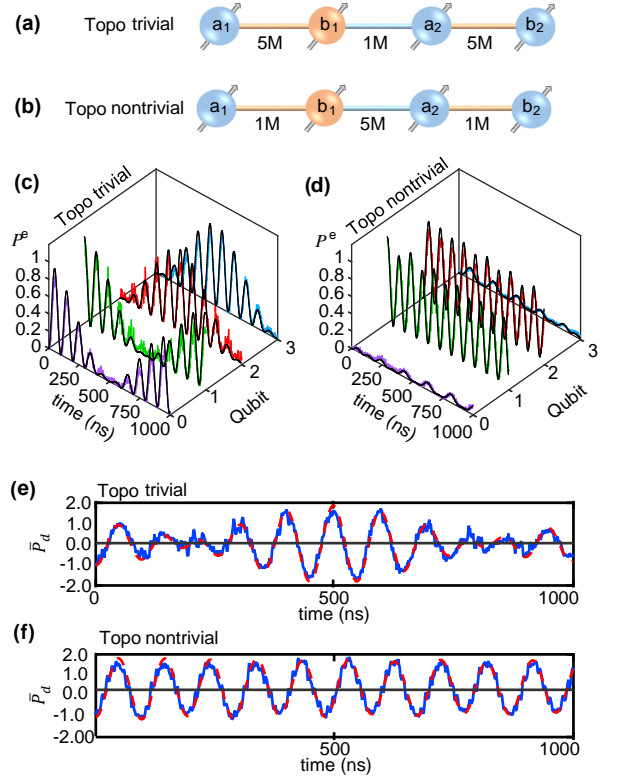 (a)
Topo trivial
a1 b1 a2 b2
5M 1M 5M
(b)
Topo nontrivial
a1 b1 a2 b2
1M 5M 1M
(c)
Topo trivial
Pe
1
0.8
0.6
0.4
0.2
0
0
250
500
750
1000
time (ns)
0
1
2
3
Qubit
(d)
Topo nontrivial
Pe
1
0.8
0.6
0.4
0.2
0
0
250
500
750
1000
time (ns)
0
1
2
3
Qubit
(e)
Topo trivial
P̄d
2.0
1.0
0.0
-1.0
-2.0
0 500 1000
time (ns)
(f)
Topo nontrivial
P̄d
2.0
1.0
0.0
-1.0
-2.00
0 500 1000
time (ns)